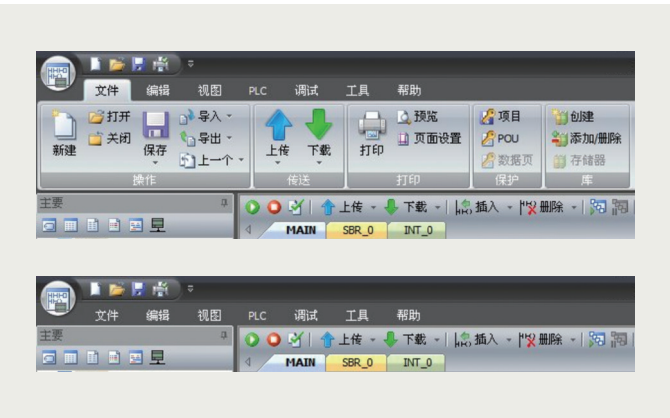 文件 编辑 视图 PLC 调试 工具 帮助
新建 打开 关闭 保存 导入 导出 上一个 上传 下载 打印 预览 页面设置 项目 POU 数据页 创建 添加/删除 存储器
操作 传送 打印 保护 库
主要 上传 下载 插入 删除
MAIN SBR_0 INT_0
文件 编辑 视图 PLC 调试 工具 帮助
主要 上传 下载 插入 删除
MAIN SBR_0 INT_0